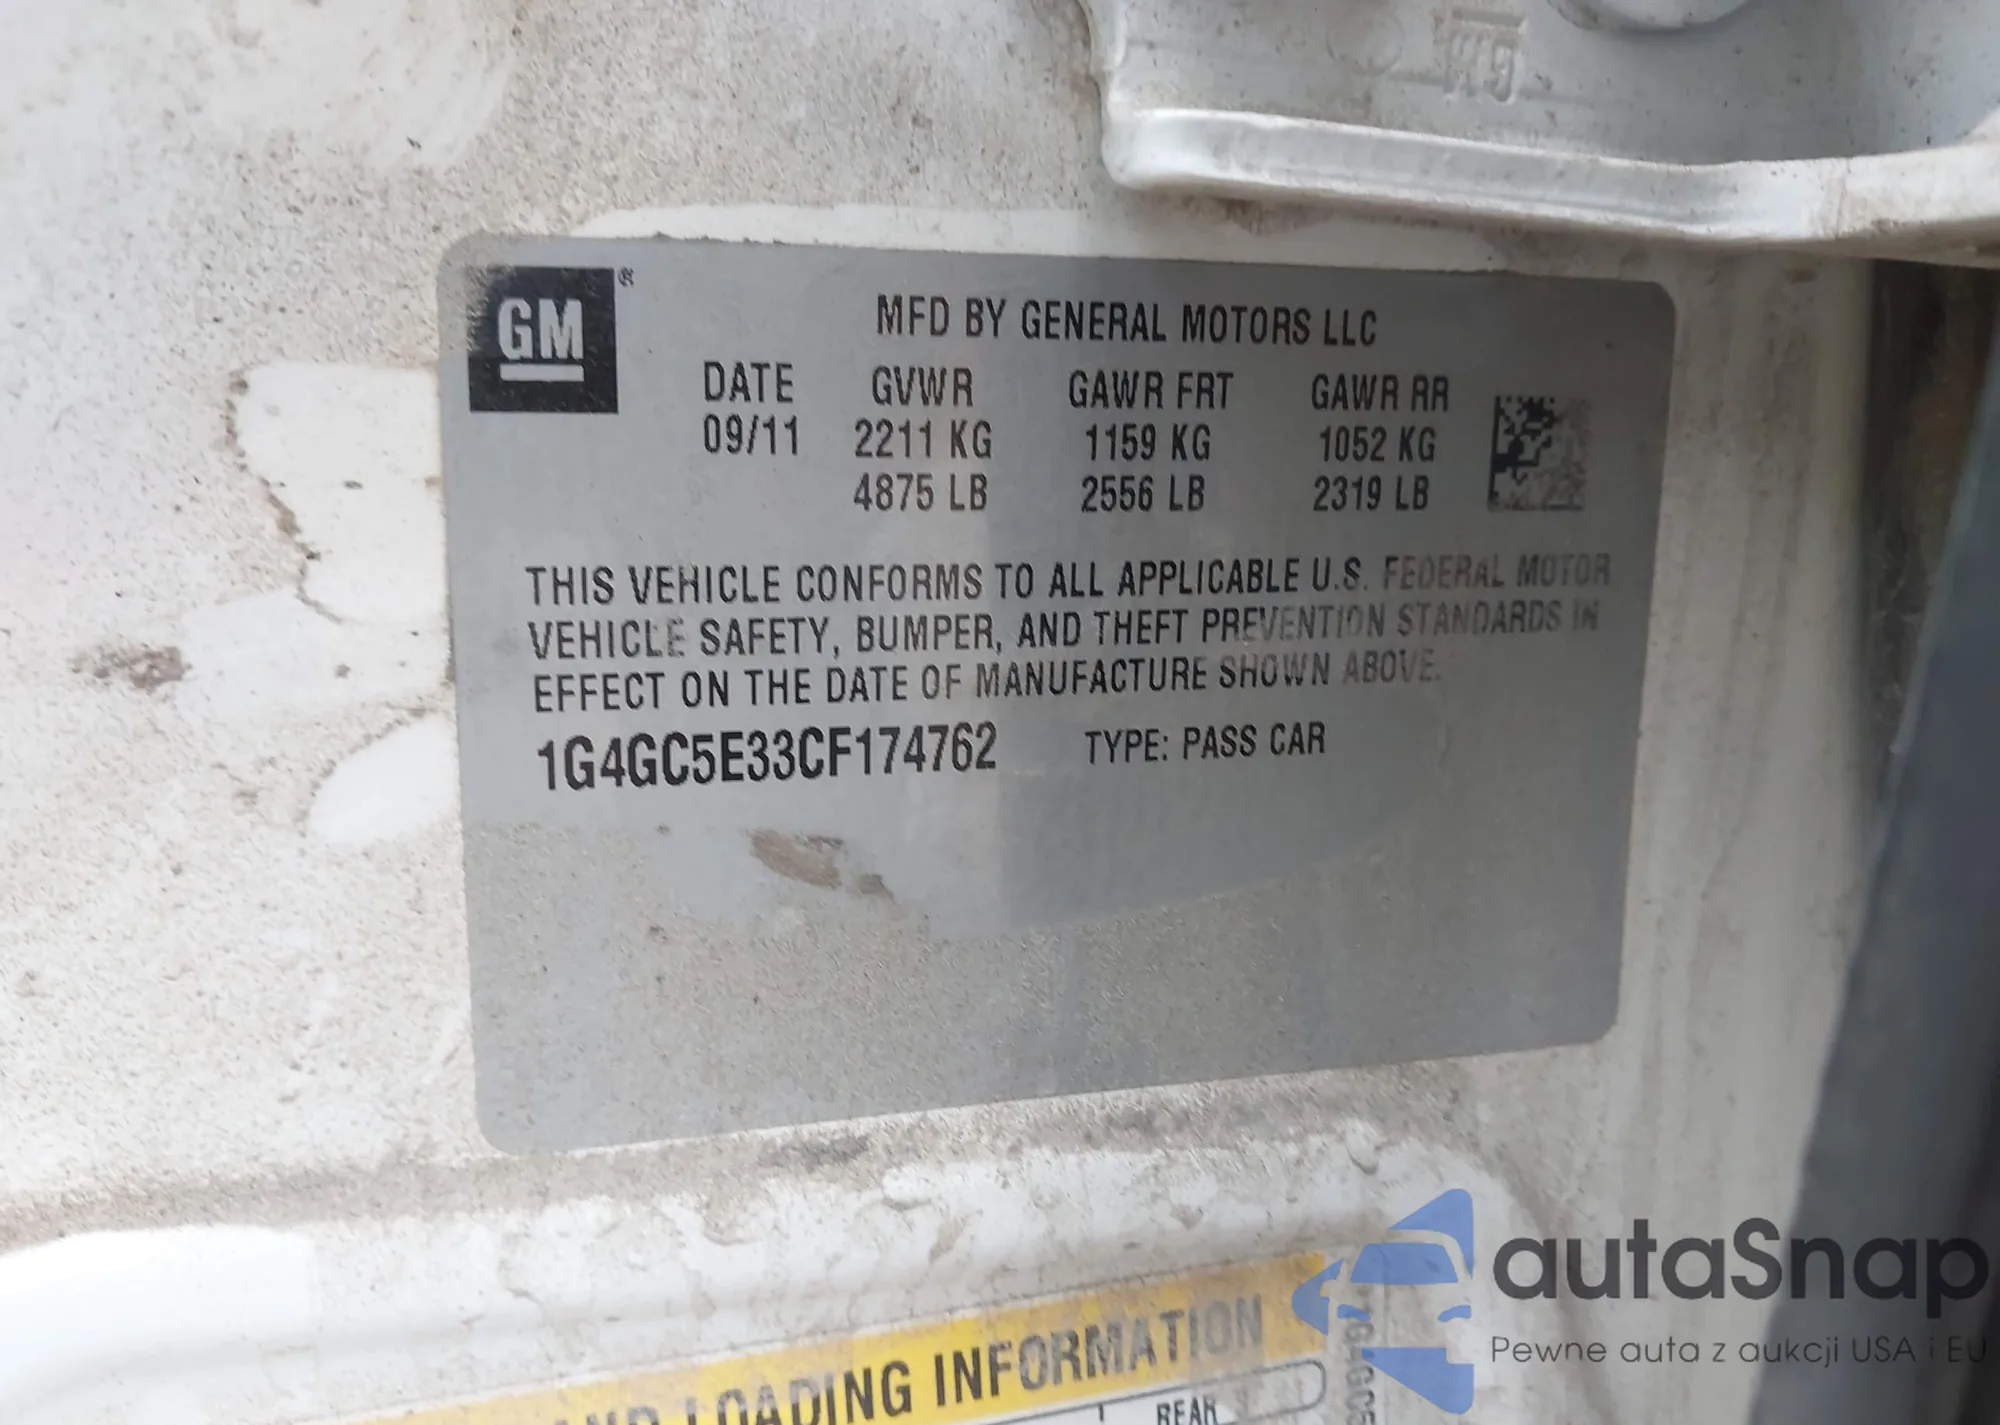 GM
GM
®
MFD BY GENERAL MOTORS LLC
DATE GVWR GAWR FRT GAWR RR
09/11 2211 KG 1159 KG 1052 KG
4875 LB 2556 LB 2319 LB
THIS VEHICLE CONFORMS TO ALL APPLICABLE U.S. FEDERAL MOTOR
VEHICLE SAFETY, BUMPER, AND THEFT PREVENTION STANDARDS IN
EFFECT ON THE DATE OF MANUFACTURE SHOWN ABOVE.
1G4GC5E33CF174762 TYPE: PASS CAR
AND LOADING INFORMATION
REAR
autaSnap
Pewne auta z aukcji USA i EU